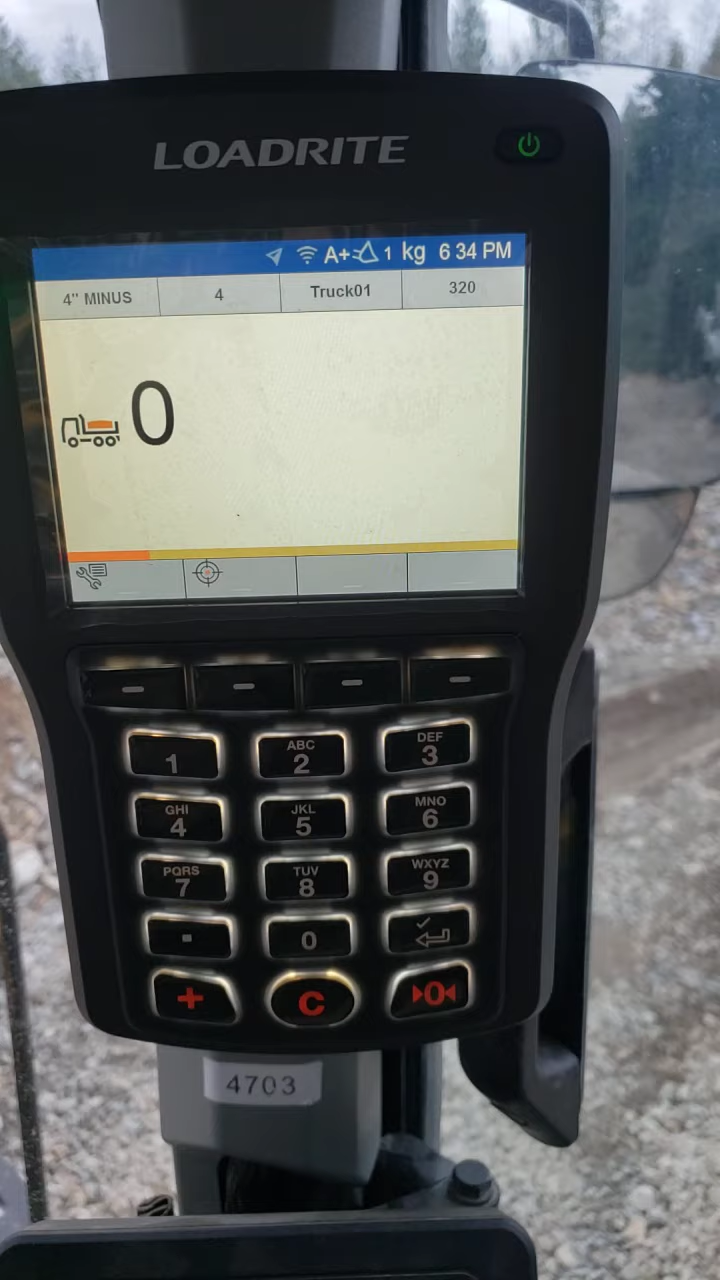 LOADRITE
A+ 1 kg 6 34 PM
4" MINUS 4 Truck01 320
0
1 ABC 2 DEF 3
GHI 4 JKL 5 MNO 6
PQRS 7 TUV 8 WXYZ 9
. 0
+ C 0
4703